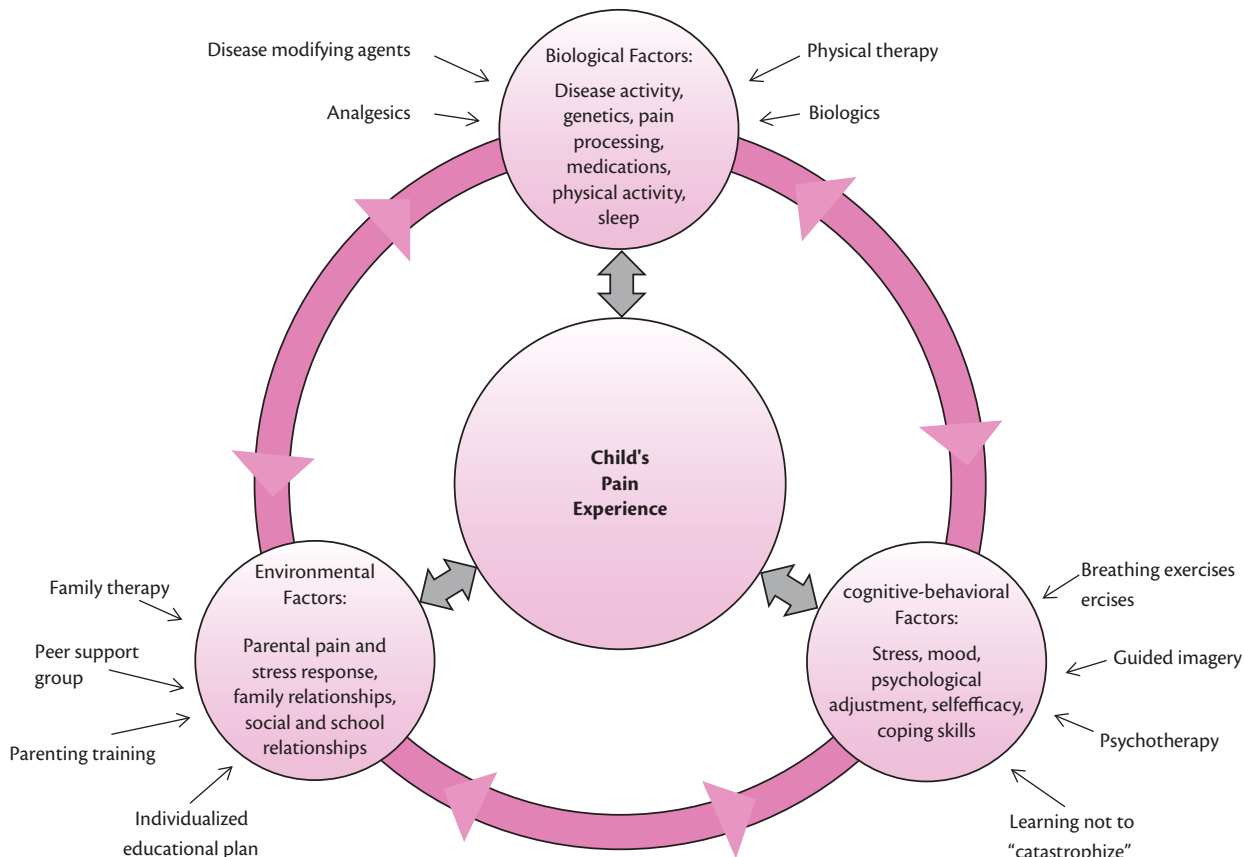 Disease modifying agents
Analgesics
Biological Factors:
Disease activity,
genetics, pain
processing,
medications,
physical activity,
sleep
Physical therapy
Biologics
Child's
Pain
Experience
Family therapy
Peer support
group
Parenting training
Individualized
educational plan
Environmental
Factors:
Parental pain and
stress response,
family relationships,
social and school
relationships
cognitive-behavioral
Factors:
Stress, mood,
psychological
adjustment, selfefficacy,
coping skills
Breathing exercises
ercises
Guided imagery
Psychotherapy
Learning not to
“catastrophize”